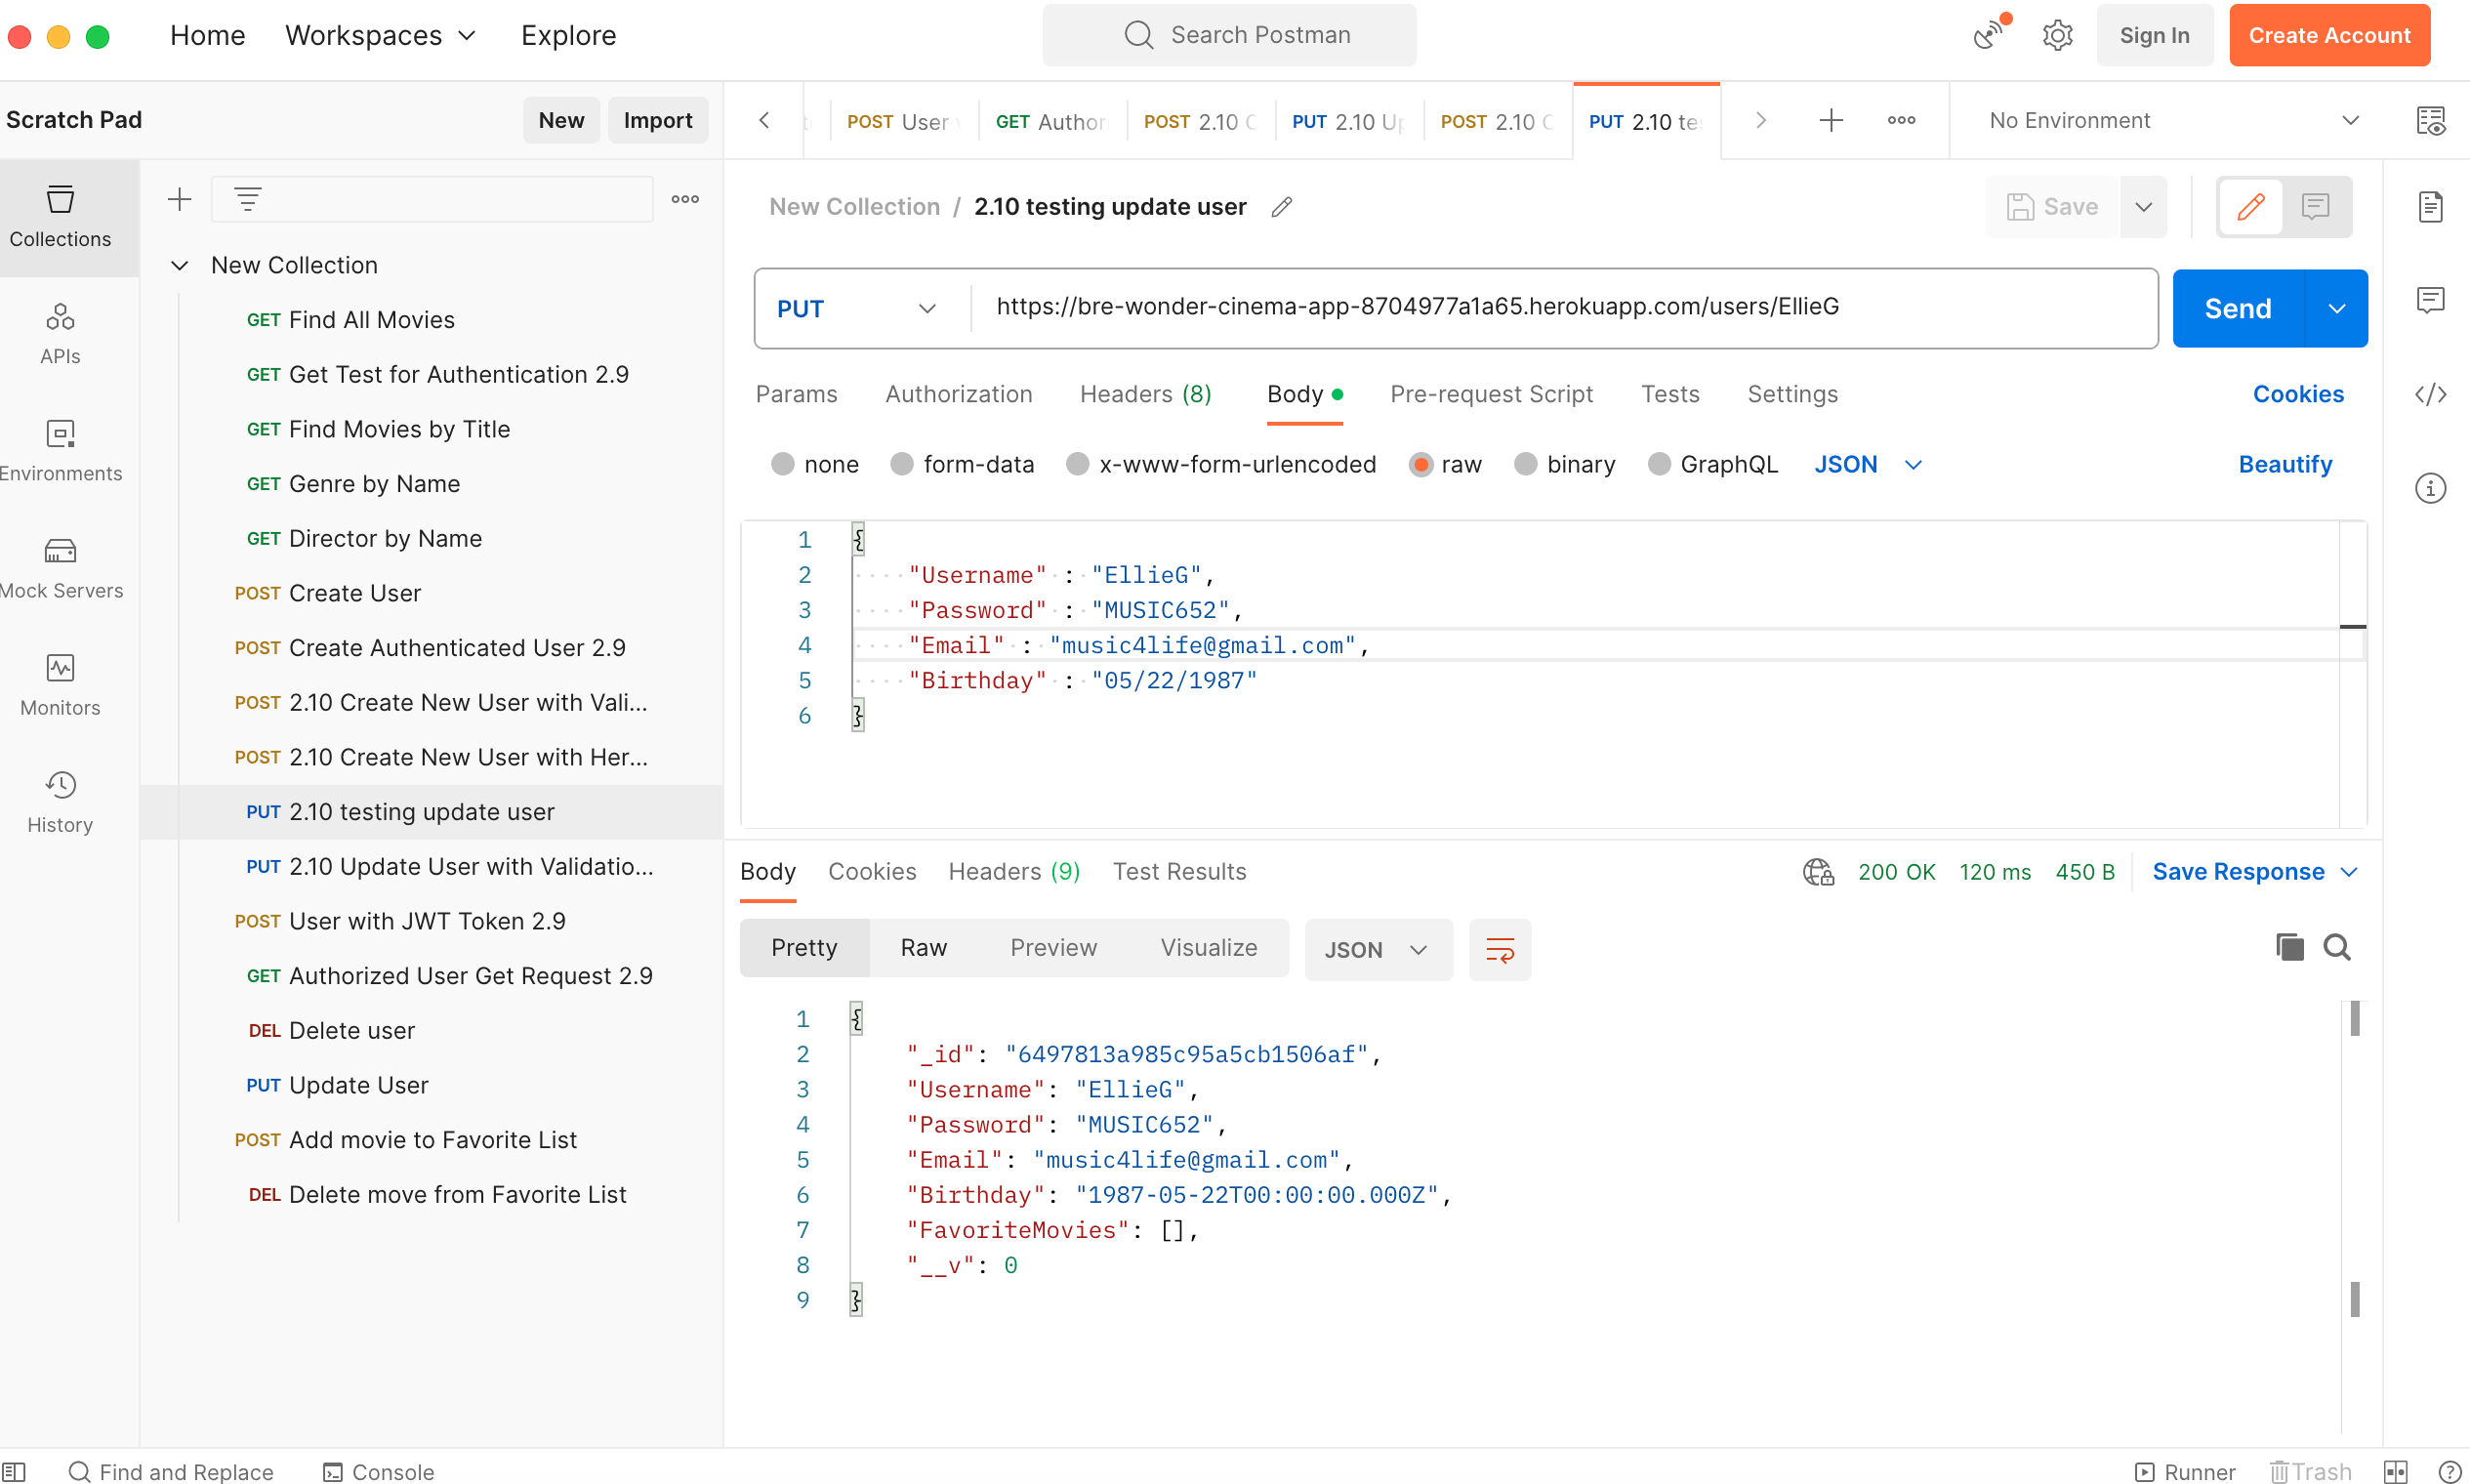 Home Workspaces Explore Search Postman Sign In Create Account
Scratch Pad New Import
POST User GET Author POST 2.10 PUT 2.10 POST 2.10 PUT 2.10 No Environment
Collections
APIs
Environments
Mock Servers
Monitors
History
New Collection
GET Find All Movies
GET Get Test for Authentication 2.9
GET Find Movies by Title
GET Genre by Name
GET Director by Name
POST Create User
POST Create Authenticated User 2.9
POST 2.10 Create New User with Vali...
POST 2.10 Create New User with Her...
PUT 2.10 testing update user
PUT 2.10 Update User with Validatio...
POST User with JWT Token 2.9
GET Authorized User Get Request 2.9
DEL Delete user
PUT Update User
POST Add movie to Favorite List
DEL Delete move from Favorite List
New Collection / 2.10 testing update user Save
PUT https://bre-wonder-cinema-app-8704977a1a65.herokuapp.com/users/EllieG Send
Params Authorization Headers (8) Body Pre-request Script Tests Settings Cookies
none form-data x-www-form-urlencoded raw binary GraphQL JSON Beautify
1 {
2 "Username" : "EllieG",
3 "Password" : "MUSIC652",
4 "Email" : "music4life@gmail.com",
5 "Birthday" : "05/22/1987"
6 }
Body Cookies Headers (9) Test Results 200 OK 120 ms 450 B Save Response
Pretty Raw Preview Visualize JSON
1 {
2 "_id": "6497813a985c95a5cb1506af",
3 "Username": "EllieG",
4 "Password": "MUSIC652",
5 "Email": "music4life@gmail.com",
6 "Birthday": "1987-05-22T00:00:00.000Z",
7 "FavoriteMovies": [],
8 "__v": 0
9 }
Find and Replace Console Runner Trash